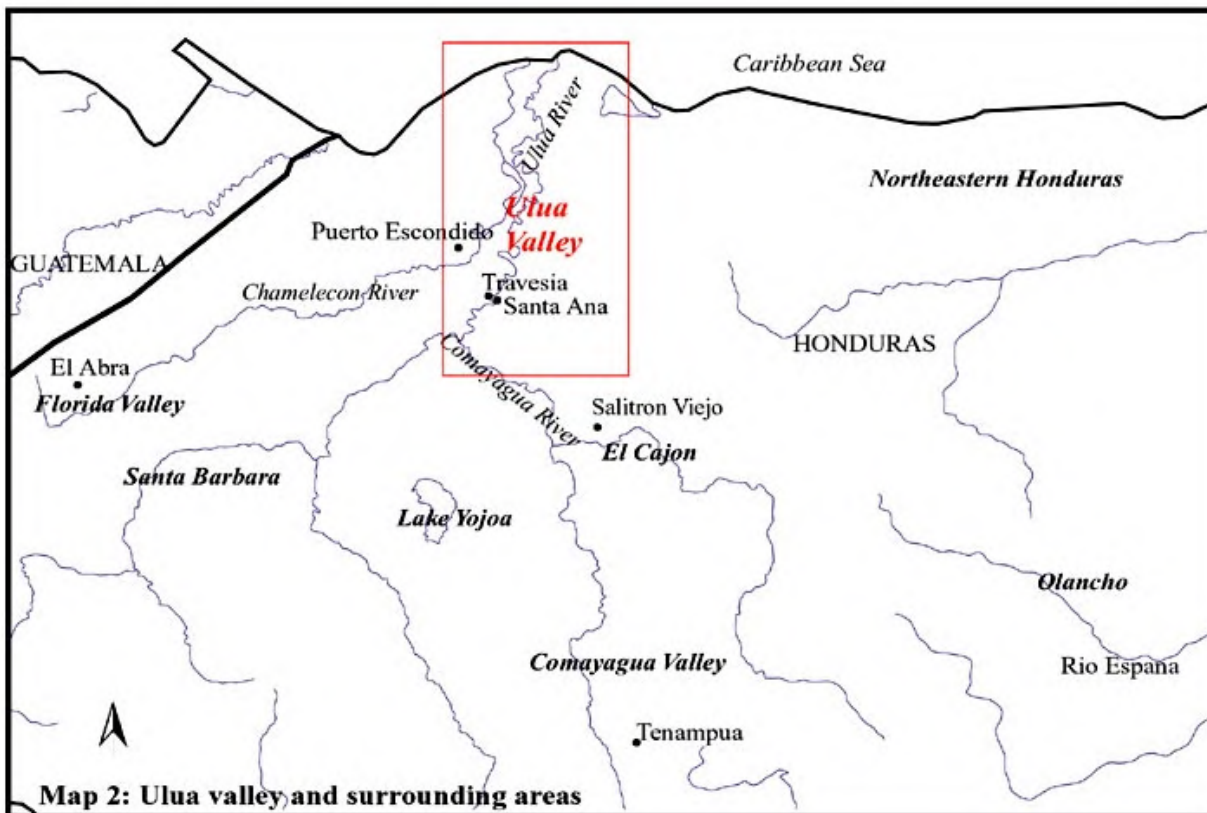 Caribbean Sea
Ulua River
Northeastern Honduras
Ulua
Valley
Puerto Escondido
GUATEMALA
Chamelecon River
Travesia
Santa Ana
HONDURAS
Comayagua River
El Abra
Florida Valley
Salitron Viejo
El Cajon
Santa Barbara
Lake Yojoa
Olancho
Comayagua Valley
Rio Espana
Tenampua
Map 2: Ulua valley and surrounding areas